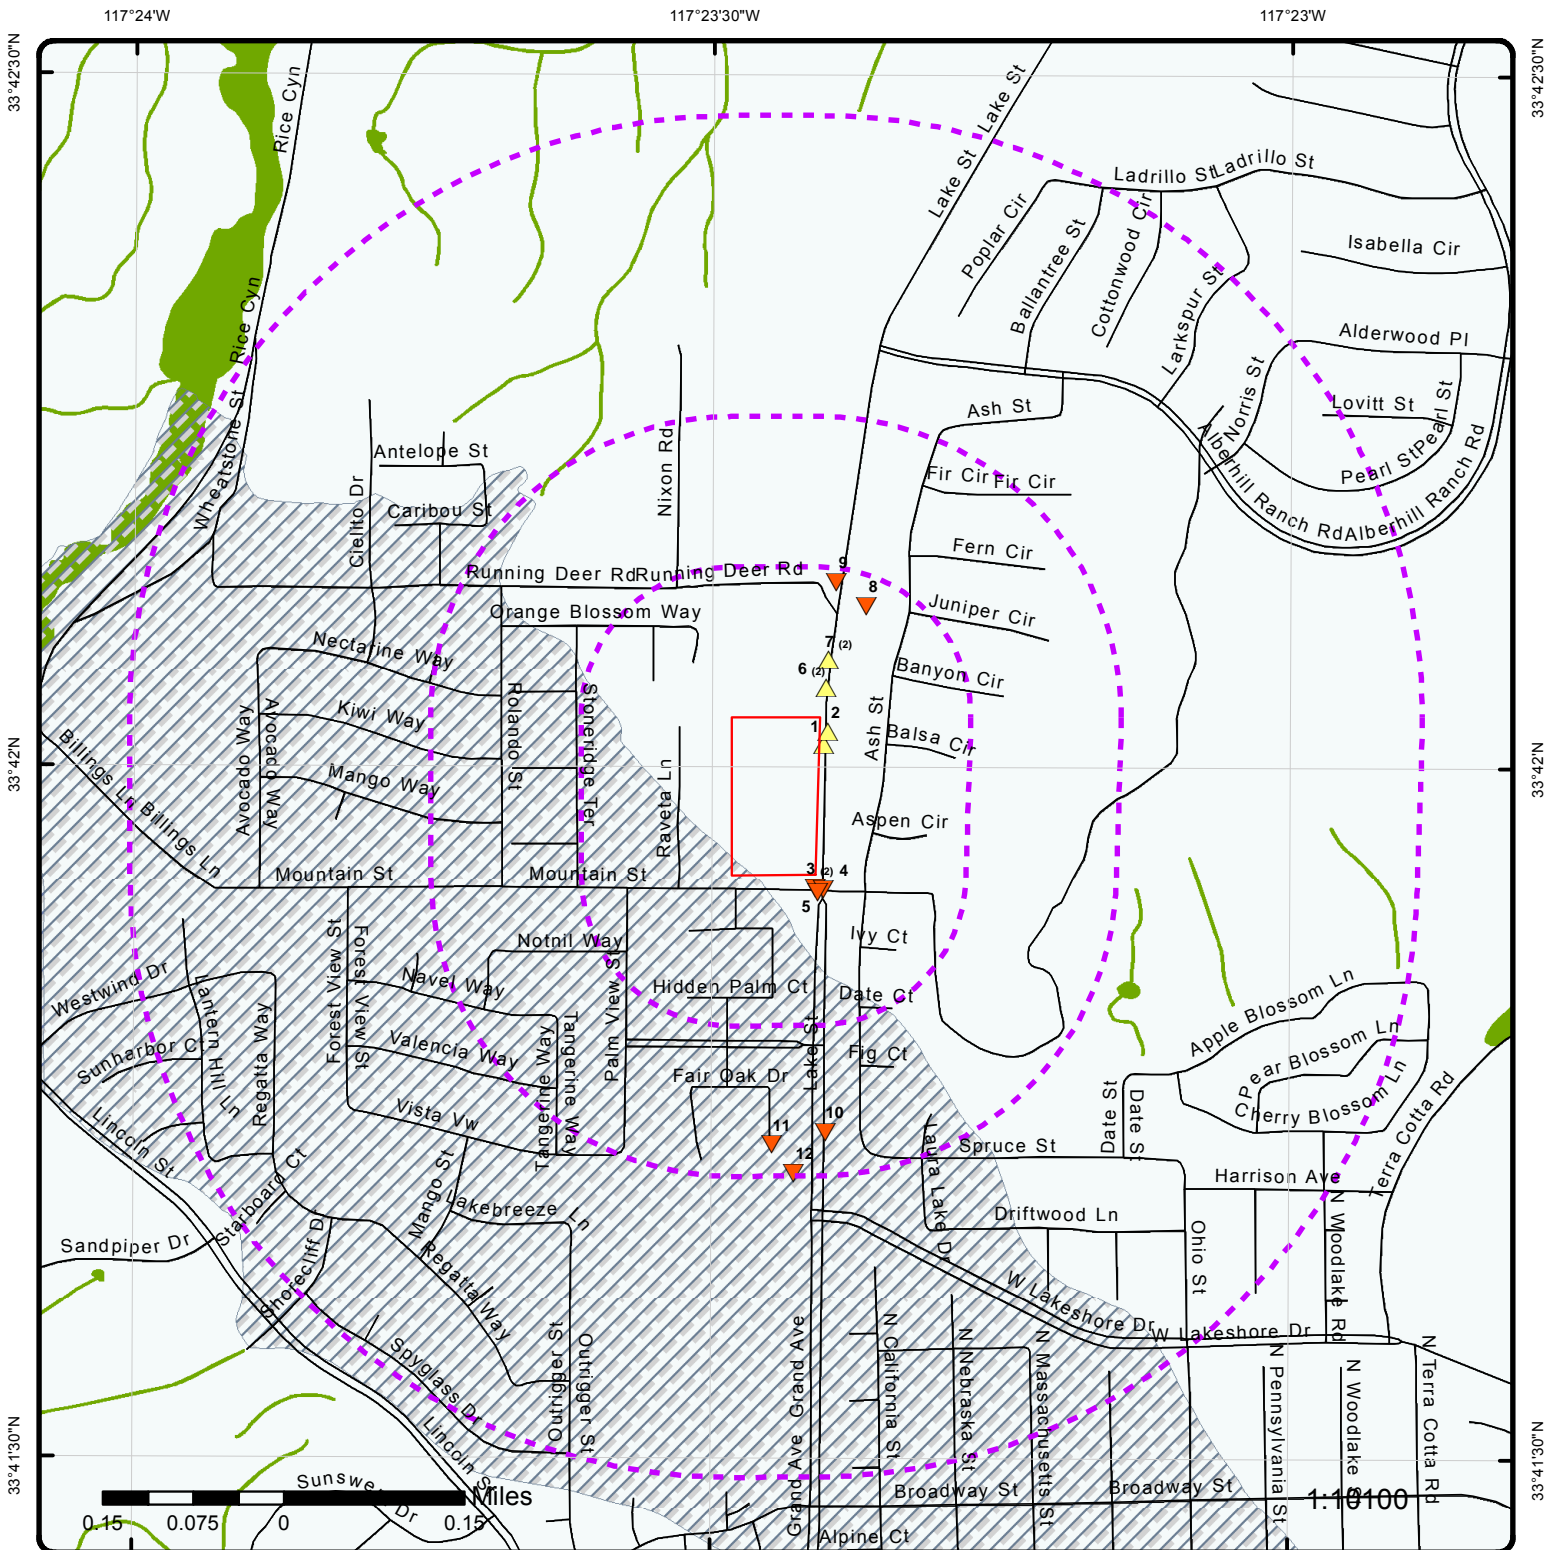 117°24'W
117°23'30"W
117°23'W
33°42'30"N
33°42'30"N
Rice Cyn
Lake St
Lake St
Ladrillo St
Ladrillo St
Poplar Cir
Ballantree St
Cottonwood Cir
Isabella Cir
Larkspur St
Rice Cyn
Alderwood Pl
Norris St
Lovitt St
Pearl St
Pearl St
Wheatstone St
Ash St
Antelope St
Nixon Rd
Fir Cir
Fir Cir
Alberhill Ranch Rd
Alberhill Ranch Rd
Cielito Dr
Caribou St
Fern Cir
Running Deer Rd
Running Deer Rd
9
8
Orange Blossom Way
Juniper Cir
Nectarine Way
7 (2)
6 (2)
Banyon Cir
Avocado Way
Avocado Way
Kiwi Way
Rolando St
Stoneridge Ter
2
1
Ash St
Balsa Cir
Billings Ln
Billings Ln
Mango Way
Raveta Ln
33°42'N
33°42'N
Aspen Cir
Mountain St
Mountain St
3 (2)
4
5
Forest View St
Forest View St
Notnil Way
Ivy Ct
Westwind Dr
Lantern Hill Ln
Navel Way
Palm View St
Hidden Palm Ct
Date Ct
Apple Blossom Ln
Regatta Way
Sunharbor Ct
Valencia Way
Tangerine Way
Tangerine Way
Lake St
Fig Ct
Pear Blossom Ln
Fair Oak Dr
Cherry Blossom Ln
Terra Cotta Rd
Lincoln St
Vista Vw
11
10
12
Laura Lake Dr
Spruce St
Date St
Date St
Harrison Ave
Starboard Ct
Mango St
Lakebreeze Ln
Driftwood Ln
Ohio St
N Woodlake Rd
Sandpiper Dr
Shorecliff Dr
Regatta Way
W Lakeshore Dr
W Lakeshore Dr
Spyglass Dr
Outrigger St
Outrigger St
Grand Ave
Grand Ave
N California St
N Nebraska St
N Massachusetts St
N Pennsylvania St
N Woodlake St
N Terra Cotta Rd
33°41'30"N
33°41'30"N
Lincoln St
Sunswept Dr
Broadway St
Broadway St
Alpine Ct
Miles
0.15
0.075
0
0.15
1:10100